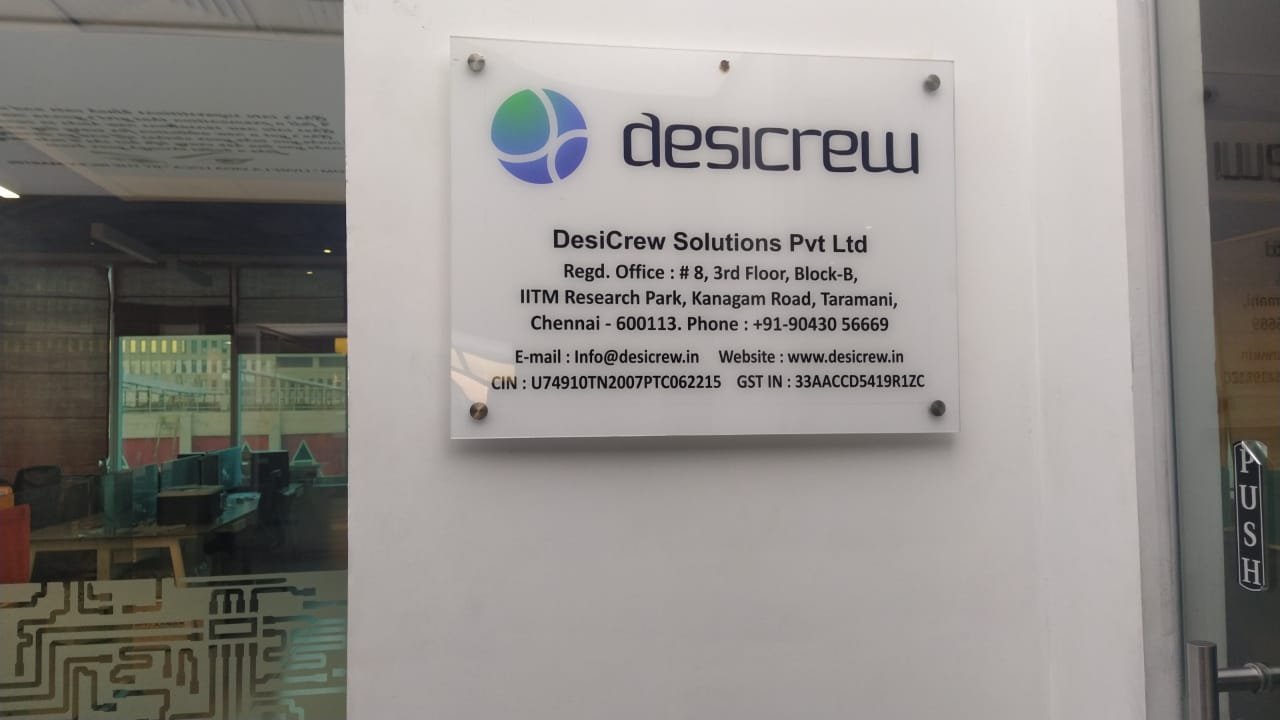 desicrew
DesiCrew Solutions Pvt Ltd
Regd. Office : # 8, 3rd Floor, Block-B,
IITM Research Park, Kanagam Road, Taramani,
Chennai - 600113. Phone : +91-90430 56669
E-mail : Info@desicrew.in Website : www.desicrew.in
CIN : U74910TN2007PTC062215 GST IN : 33AACCD5419R1ZC
PUSH